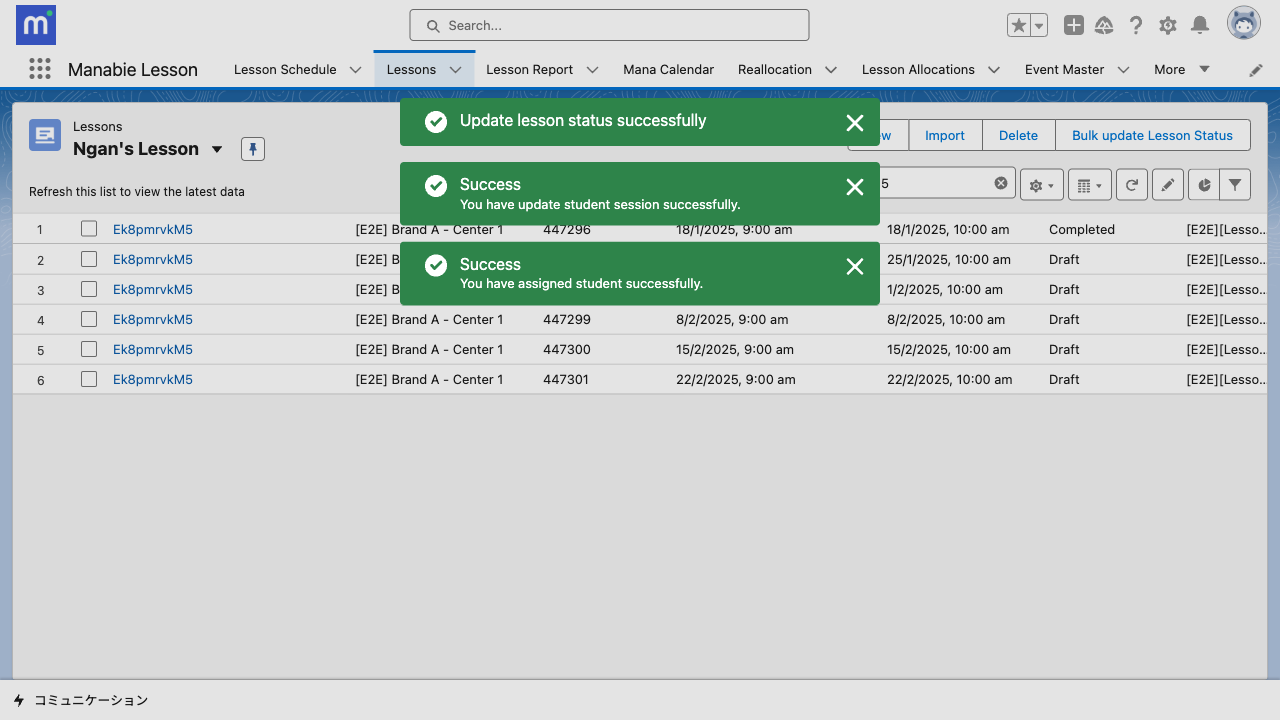 m
Search...
Manabie Lesson
Lesson Schedule
Lessons
Lesson Report
Mana Calendar
Reallocation
Lesson Allocations
Event Master
More
Lessons
Ngan's Lesson
Import
Delete
Bulk update Lesson Status
Update lesson status successfully
Success
You have update student session successfully.
Success
You have assigned student successfully.
Refresh this list to view the latest data
5
1 Ek8pmrvkM5 [E2E] Brand A - Center 1 447296 18/1/2025, 9:00 am 18/1/2025, 10:00 am Completed [E2E][Lesso...
2 Ek8pmrvkM5 [E2E] B 25/1/2025, 10:00 am Draft [E2E][Lesso...
3 Ek8pmrvkM5 [E2E] B 1/2/2025, 10:00 am Draft [E2E][Lesso...
4 Ek8pmrvkM5 [E2E] Brand A - Center 1 447299 8/2/2025, 9:00 am 8/2/2025, 10:00 am Draft [E2E][Lesso...
5 Ek8pmrvkM5 [E2E] Brand A - Center 1 447300 15/2/2025, 9:00 am 15/2/2025, 10:00 am Draft [E2E][Lesso...
6 Ek8pmrvkM5 [E2E] Brand A - Center 1 447301 22/2/2025, 9:00 am 22/2/2025, 10:00 am Draft [E2E][Lesso...
コミュニケーション